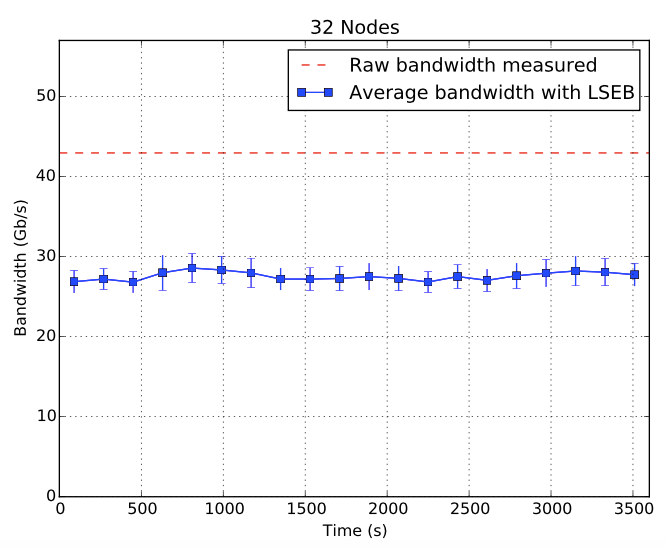 32 Nodes
Raw bandwidth measured
Average bandwidth with LSEB
Bandwidth (Gb/s)
50
40
30
20
10
0
0 500 1000 1500 2000 2500 3000 3500
Time (s)